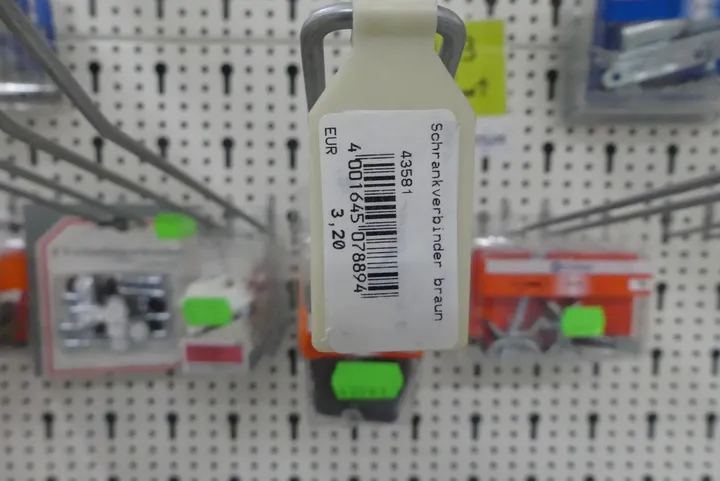 Schrankverbinder braun
43581
4 001645 078894
EUR 3,20